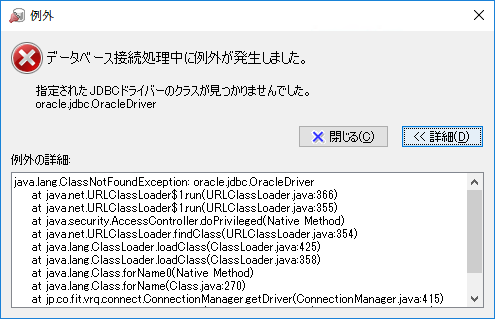 例外
データベース接続処理中に例外が発生しました。
指定されたJDBCドライバーのクラスが見つかりませんでした。
oracle.jdbc.OracleDriver
閉じる(C)
<< 詳細(D)
例外の詳細:
java.lang.ClassNotFoundException: oracle.jdbc.OracleDriver
at java.net.URLClassLoader$1.run(URLClassLoader.java:366)
at java.net.URLClassLoader$1.run(URLClassLoader.java:355)
at java.security.AccessController.doPrivileged(Native Method)
at java.net.URLClassLoader.findClass(URLClassLoader.java:354)
at java.lang.ClassLoader.loadClass(ClassLoader.java:425)
at java.lang.ClassLoader.loadClass(ClassLoader.java:358)
at java.lang.Class.forName0(Native Method)
at java.lang.Class.forName(Class.java:270)
at jp.co.fit.vrq.connect.ConnectionManager.getDriver(ConnectionManager.java:415)